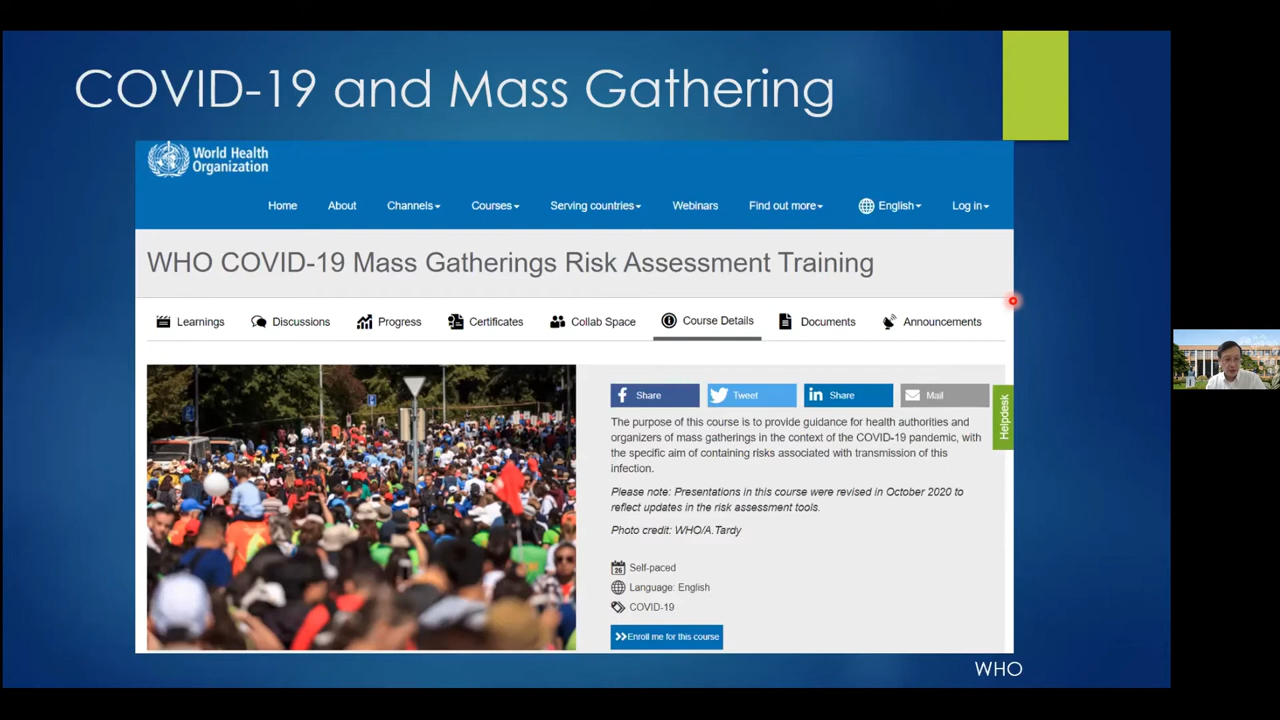 COVID-19 and Mass Gathering
World Health
Organization
Home About Channels Courses Serving countries Webinars Find out more English Log in
WHO COVID-19 Mass Gatherings Risk Assessment Training
Learnings Discussions Progress Certificates Collab Space Course Details Documents Announcements
Share Tweet Share Mail
The purpose of this course is to provide guidance for health authorities and
organizers of mass gatherings in the context of the COVID-19 pandemic, with
the specific aim of containing risks associated with transmission of this
infection.
Helpdesk
Please note: Presentations in this course were revised in October 2020 to
reflect updates in the risk assessment tools.
Photo credit: WHO/A.Tardy
26 Self-paced
Language: English
COVID-19
Enroll me for this course
WHO